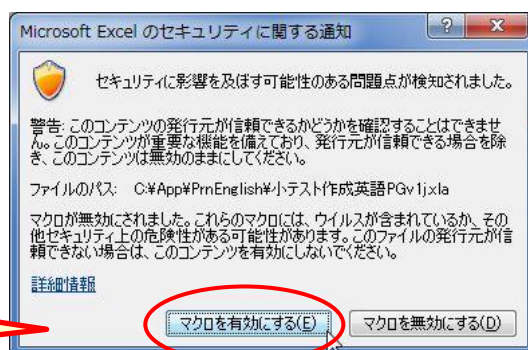 Microsoft Excel のセキュリティに関する通知
セキュリティに影響を及ぼす可能性のある問題点が検知されました。
警告: このコンテンツの発行元が信頼できるかどうかを確認することはできませ
ん。このコンテンツが重要な機能を備えており、発行元が信頼できる場合を除
き、このコンテンツは無効のままにしてください。
ファイルのパス: C:¥App¥PrnEnglish¥小テスト作成英語PGv1j.xla
マクロが無効にされました。これらのマクロには、ウイルスが含まれているか、その
他セキュリティ上の危険性がある可能性があります。このファイルの発行元が信
頼できない場合は、このコンテンツを有効にしないでください。
詳細情報
マクロを有効にする(E) マクロを無効にする(D)